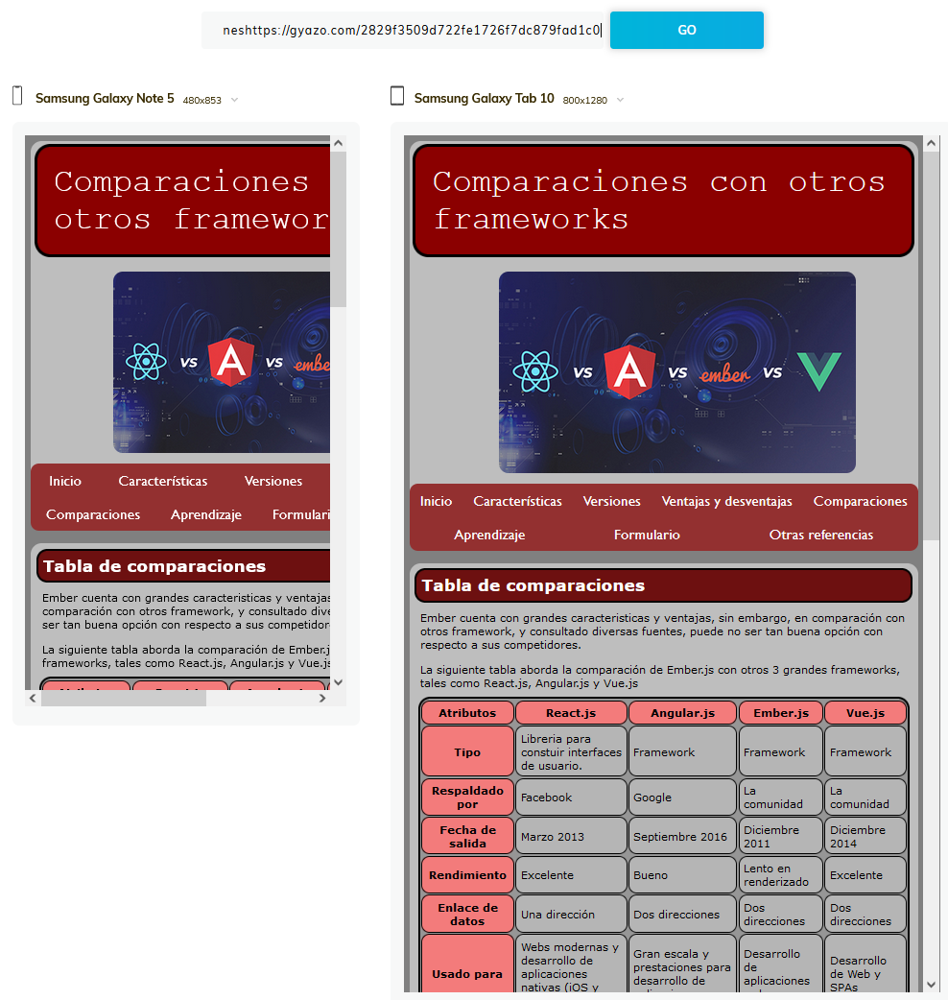 neshttps://gyazo.com/2829f3509d722fe1726f7dc879fad1c0
GO
Samsung Galaxy Note 5 480x853
Comparaciones
otros framewor
vs vs embe
Inicio Características Versiones
Comparaciones Aprendizaje Formulari
Tabla de comparaciones
Ember cuenta con grandes caracteristicas y ventajas
comparación con otros framework, y consultado dive
ser tan buena opción con respecto a sus competidor
La siguiente tabla aborda la comparación de Ember.j
frameworks, tales como React.js, Angular.js y Vue.js
Samsung Galaxy Tab 10 800x1280
Comparaciones con otros
frameworks
vs vs ember vs
Inicio Características Versiones Ventajas y desventajas Comparaciones
Aprendizaje Formulario Otras referencias
Tabla de comparaciones
Ember cuenta con grandes caracteristicas y ventajas, sin embargo, en comparación con
otros framework, y consultado diversas fuentes, puede no ser tan buena opción con
respecto a sus competidores.
La siguiente tabla aborda la comparación de Ember.js con otros 3 grandes frameworks,
tales como React.js, Angular.js y Vue.js
Atributos React.js Angular.js Ember.js Vue.js
Tipo
Libreria para
constuir interfaces
de usuario.
Framework
Framework
Framework
Respaldado
por
Facebook
Google
La
comunidad
La
comunidad
Fecha de
salida
Marzo 2013
Septiembre 2016
Diciembre
2011
Diciembre
2014
Rendimiento
Excelente
Bueno
Lento en
renderizado
Excelente
Enlace de
datos
Una dirección
Dos direcciones
Dos
direcciones
Dos
direcciones
Usado para
Webs modernas y
desarrollo de
aplicaciones
nativas (iOS y
Gran escala y
prestaciones para
desarrollo de
Desarrollo
de
aplicaciones
Desarrollo
de Web y
SPAs